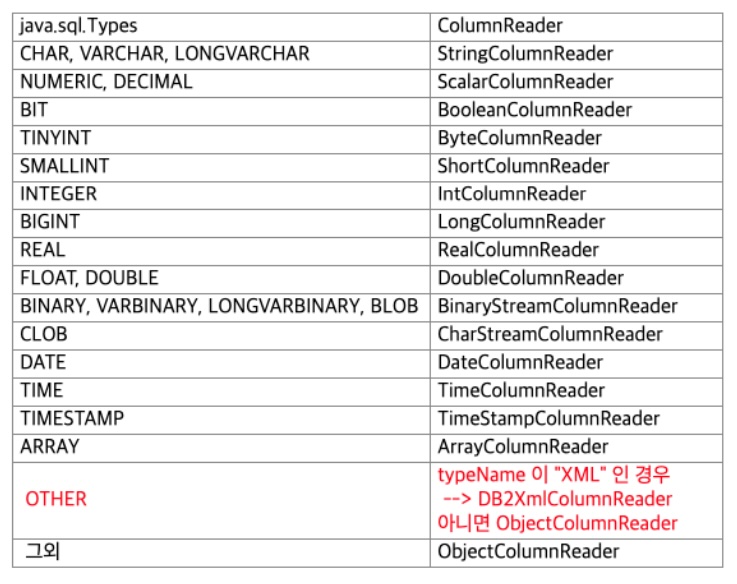 java.sql.Types ColumnReader
CHAR, VARCHAR, LONGVARCHAR StringColumnReader
NUMERIC, DECIMAL ScalarColumnReader
BIT BooleanColumnReader
TINYINT ByteColumnReader
SMALLINT ShortColumnReader
INTEGER IntColumnReader
BIGINT LongColumnReader
REAL RealColumnReader
FLOAT, DOUBLE DoubleColumnReader
BINARY, VARBINARY, LONGVARBINARY, BLOB BinaryStreamColumnReader
CLOB CharStreamColumnReader
DATE DateColumnReader
TIME TimeColumnReader
TIMESTAMP TimeStampColumnReader
ARRAY ArrayColumnReader
typeName 이 "XML" 인 경우
OTHER --> DB2XmlColumnReader
아니면 ObjectColumnReader
그외 ObjectColumnReader